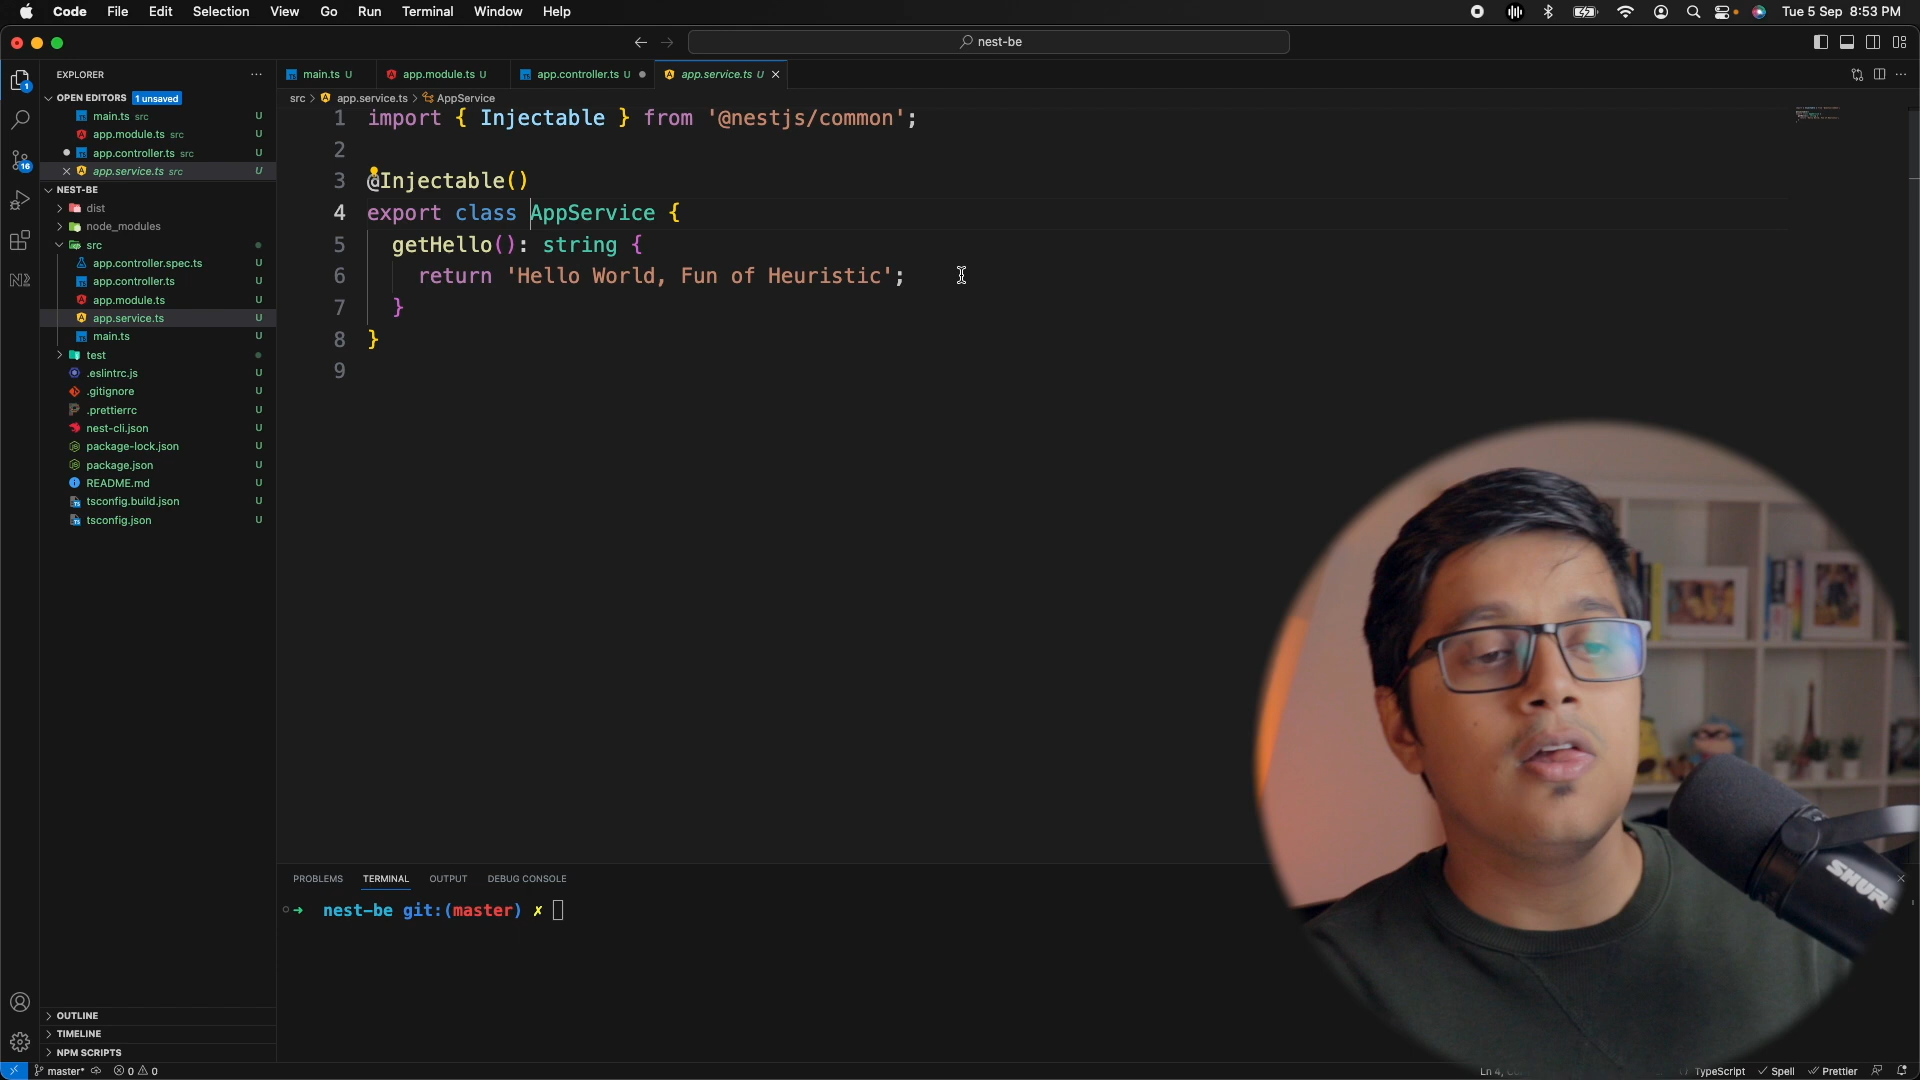 Code File Edit Selection View Go Run Terminal Window Help Tue 5 Sep 8:53 PM
nest-be
EXPLORER
main.ts U app.module.ts U app.controller.ts U app.service.ts U
OPEN EDITORS 1 unsaved
src > app.service.ts > AppService
main.ts src U
app.module.ts src U
app.controller.ts src U
app.service.ts src U
NEST-BE
dist
node_modules
src
app.controller.spec.ts U
app.controller.ts U
app.module.ts U
app.service.ts U
main.ts U
test
.eslintrc.js U
.gitignore U
.prettierrc U
nest-cli.json U
package-lock.json U
package.json U
README.md U
tsconfig.build.json U
tsconfig.json U
OUTLINE
TIMELINE
NPM SCRIPTS
1 import { Injectable } from '@nestjs/common';
2
3 @Injectable()
4 export class AppService {
5 getHello(): string {
6 return 'Hello World, Fun of Heuristic';
7 }
8 }
9
PROBLEMS TERMINAL OUTPUT DEBUG CONSOLE
→ nest-be git:(master) ✗
SHURE
master* 0 0 Ln 4, TypeScript Spell Prettier
1
16